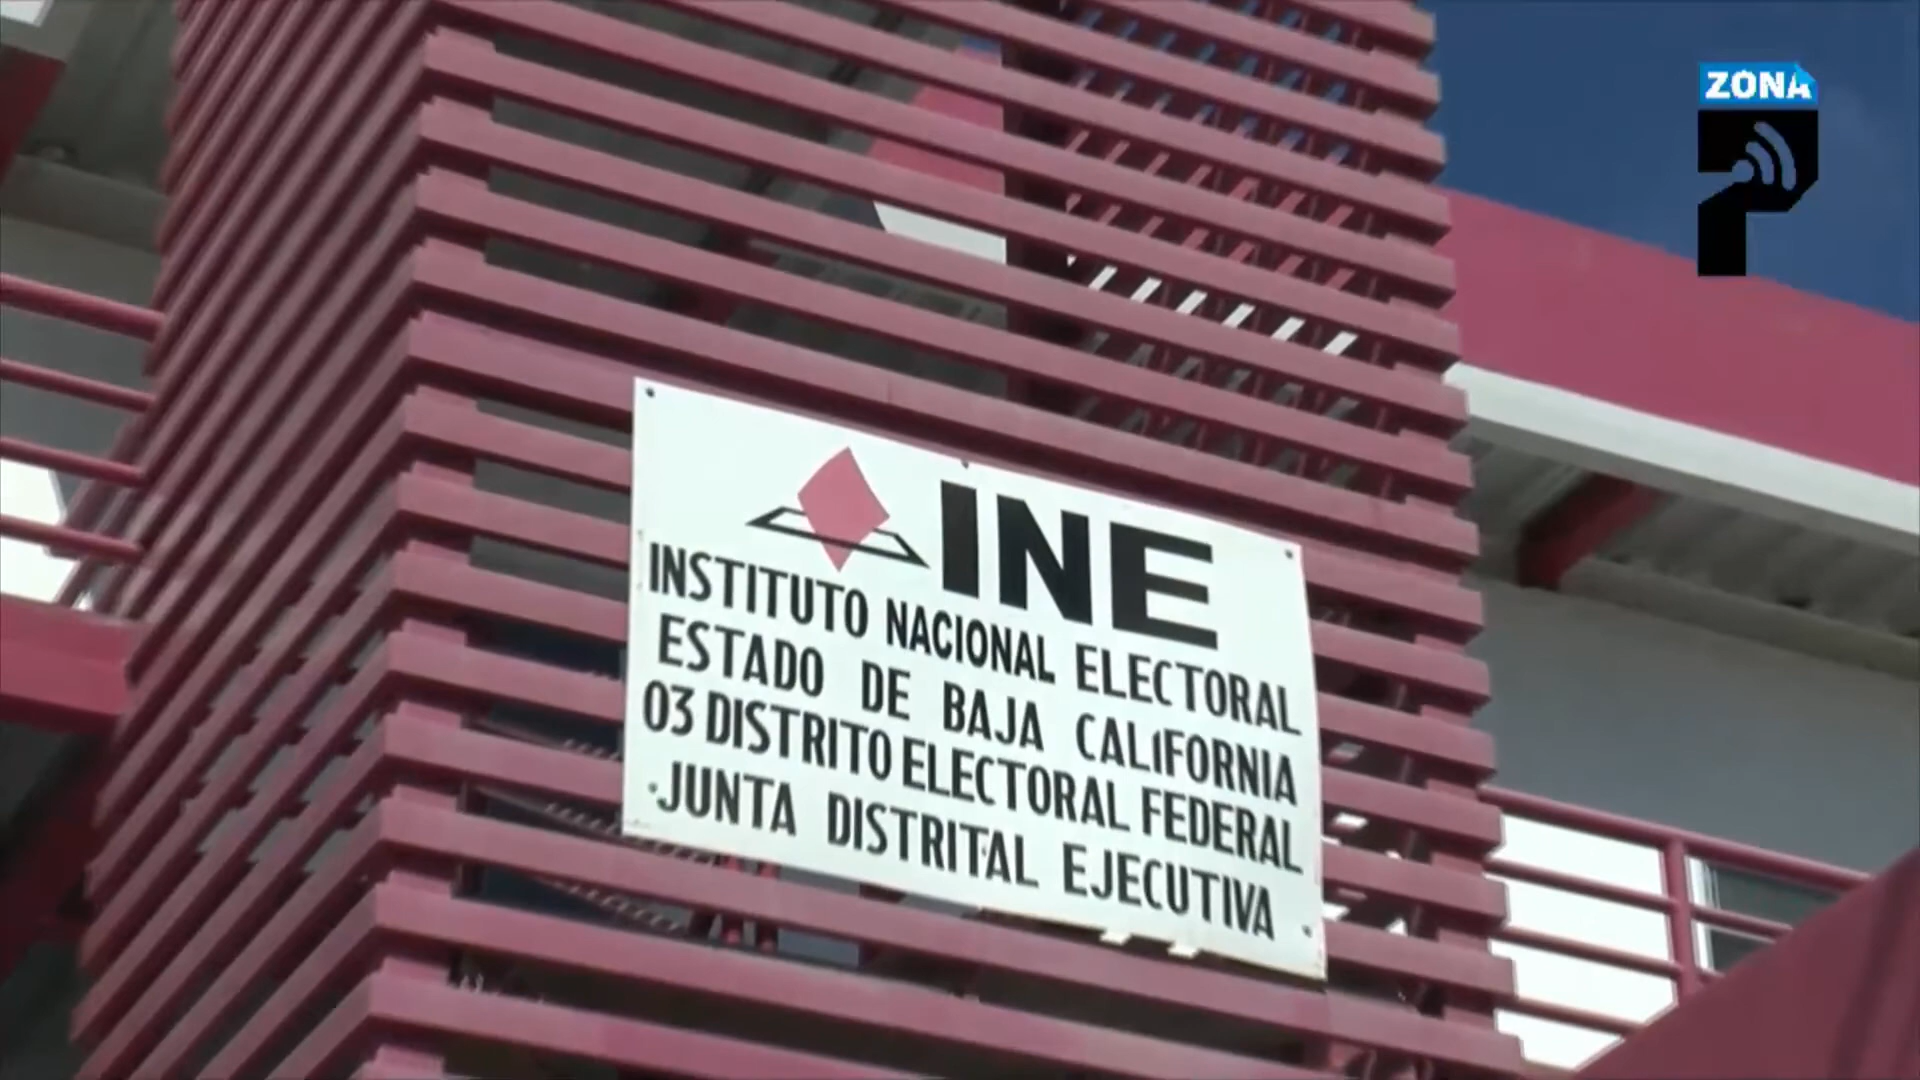 ZONA
P
INE
INSTITUTO NACIONAL ELECTORAL
ESTADO DE BAJA CALIFORNIA
03 DISTRITO ELECTORAL FEDERAL
JUNTA DISTRITAL EJECUTIVA